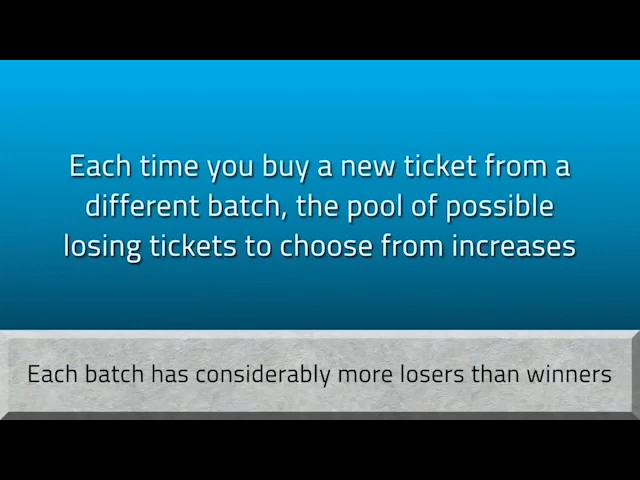 Each time you buy a new ticket from a
different batch, the pool of possible
losing tickets to choose from increases
Each batch has considerably more losers than winners